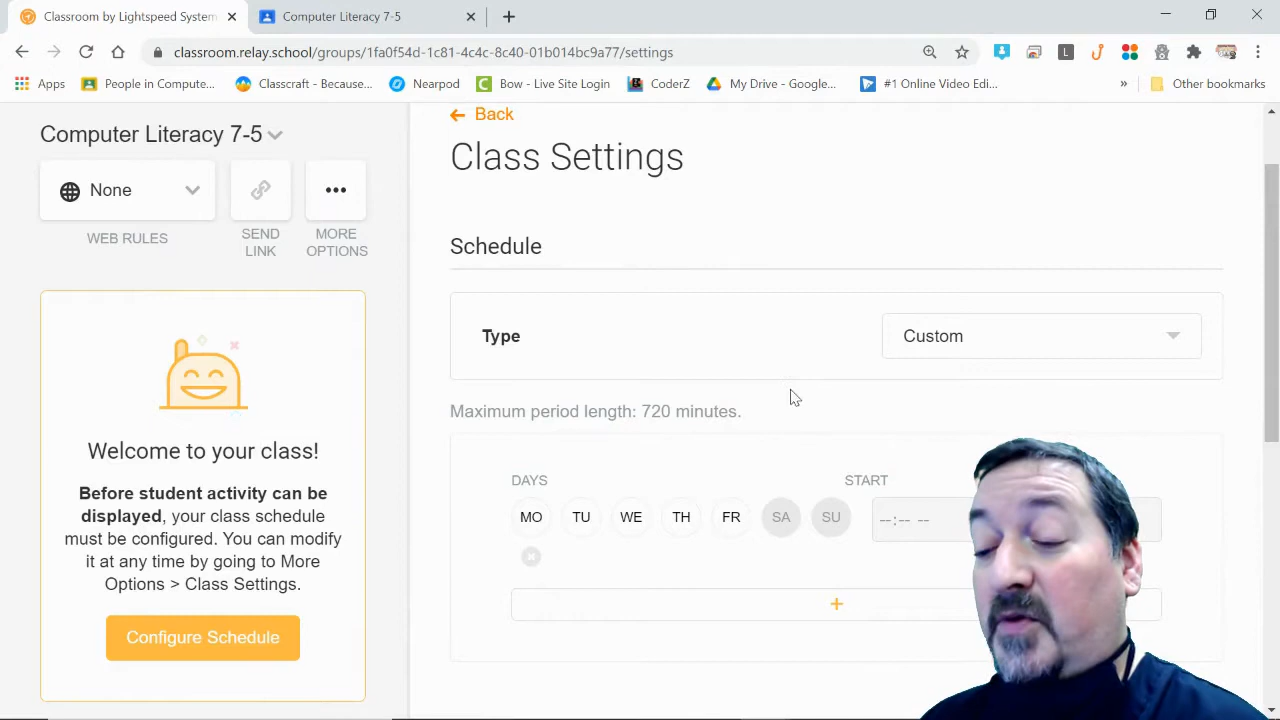 Classroom by Lightspeed System
Computer Literacy 7-5
classroom.relay.school/groups/1fa0f54d-1c81-4c4c-8c40-01b014bc9a77/settings
L
Apps
People in Compute...
Classcraft - Because...
Nearpod
Bow - Live Site Login
CoderZ
My Drive - Google...
#1 Online Video Edi...
»
Other bookmarks
Computer Literacy 7-5
None
WEB RULES
SEND
LINK
MORE
OPTIONS
Welcome to your class!
Before student activity can be
displayed, your class schedule
must be configured. You can modify
it at any time by going to More
Options > Class Settings.
Configure Schedule
Back
Class Settings
Schedule
Type
Custom
Maximum period length: 720 minutes.
DAYS
START
MO TU WE TH FR SA SU
--:-- --
+